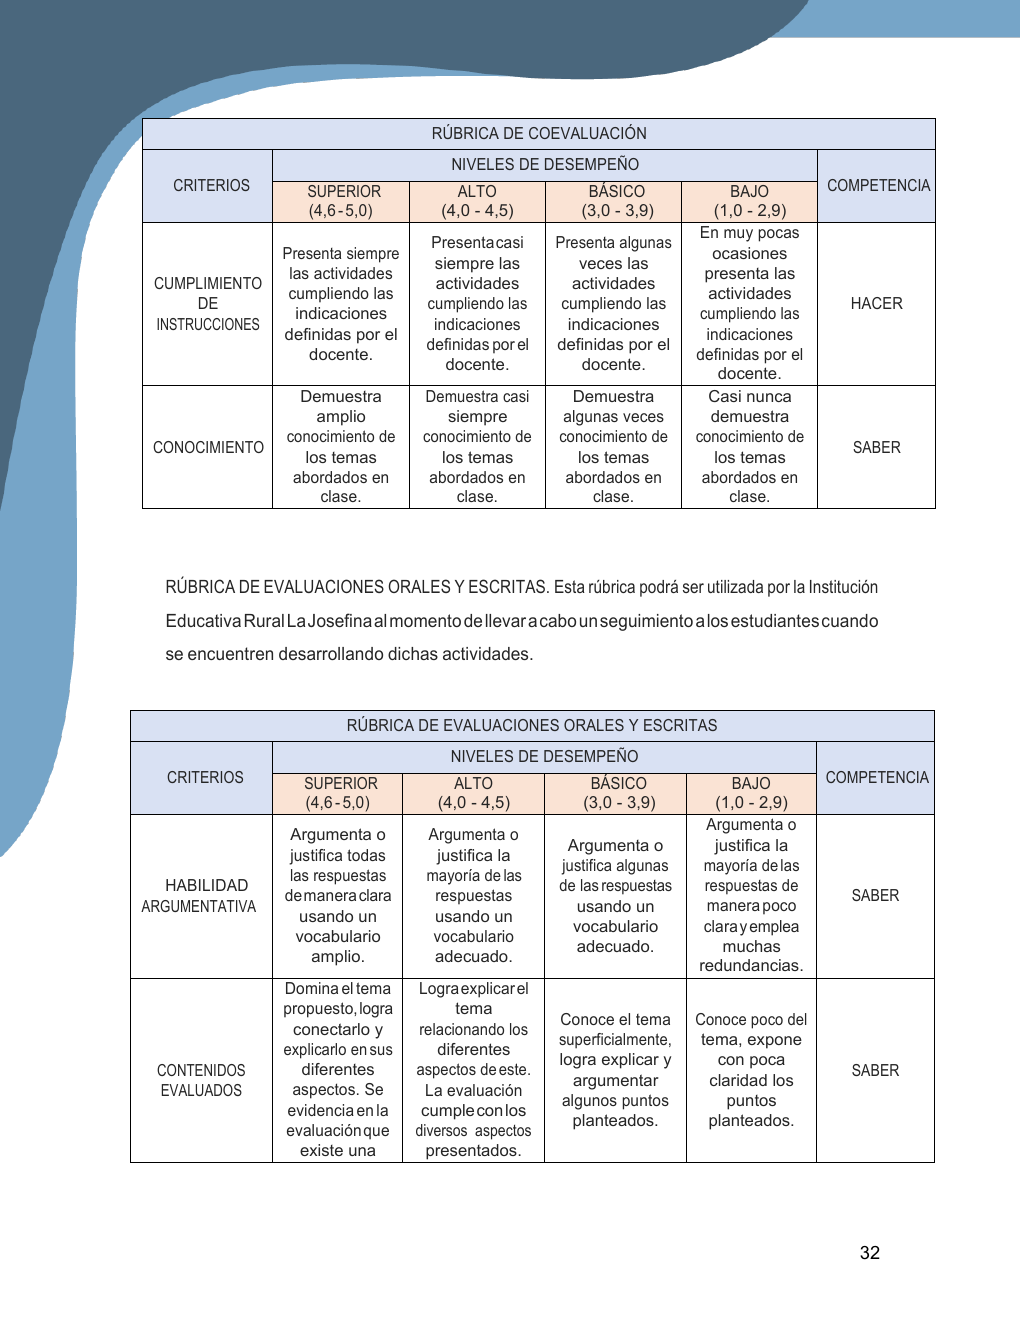 RÚBRICA DE COEVALUACIÓN
CRITERIOS
NIVELES DE DESEMPEÑO
COMPETENCIA
SUPERIOR
(4,6 - 5,0)
ALTO
(4,0 - 4,5)
BÁSICO
(3,0 - 3,9)
BAJO
(1,0 - 2,9)
CUMPLIMIENTO
DE
INSTRUCCIONES
Presenta siempre
las actividades
cumpliendo las
indicaciones
definidas por el
docente.
Presenta casi
siempre las
actividades
cumpliendo las
indicaciones
definidas por el
docente.
Presenta algunas
veces las
actividades
cumpliendo las
indicaciones
definidas por el
docente.
En muy pocas
ocasiones
presenta las
actividades
cumpliendo las
indicaciones
definidas por el
docente.
HACER
CONOCIMIENTO
Demuestra
amplio
conocimiento de
los temas
abordados en
clase.
Demuestra casi
siempre
conocimiento de
los temas
abordados en
clase.
Demuestra
algunas veces
conocimiento de
los temas
abordados en
clase.
Casi nunca
demuestra
conocimiento de
los temas
abordados en
clase.
SABER
RÚBRICA DE EVALUACIONES ORALES Y ESCRITAS. Esta rúbrica podrá ser utilizada por la Institución
Educativa Rural La Josefina al momento de llevar a cabo un seguimiento a los estudiantes cuando
se encuentren desarrollando dichas actividades.
RÚBRICA DE EVALUACIONES ORALES Y ESCRITAS
CRITERIOS
NIVELES DE DESEMPEÑO
COMPETENCIA
SUPERIOR
(4,6 - 5,0)
ALTO
(4,0 - 4,5)
BÁSICO
(3,0 - 3,9)
BAJO
(1,0 - 2,9)
HABILIDAD
ARGUMENTATIVA
Argumenta o
justifica todas
las respuestas
de manera clara
usando un
vocabulario
amplio.
Argumenta o
justifica la
mayoría de las
respuestas
usando un
vocabulario
adecuado.
Argumenta o
justifica algunas
de las respuestas
usando un
vocabulario
adecuado.
Argumenta o
justifica la
mayoría de las
respuestas de
manera poco
clara y emplea
muchas
redundancias.
SABER
CONTENIDOS
EVALUADOS
Domina el tema
propuesto, logra
conectarlo y
explicarlo en sus
diferentes
aspectos. Se
evidencia en la
evaluación que
existe una
Logra explicar el
tema
relacionando los
diferentes
aspectos de este.
La evaluación
cumple con los
diversos aspectos
presentados.
Conoce el tema
superficialmente,
logra explicar y
argumentar
algunos puntos
planteados.
Conoce poco del
tema, expone
con poca
claridad los
puntos
planteados.
SABER
32